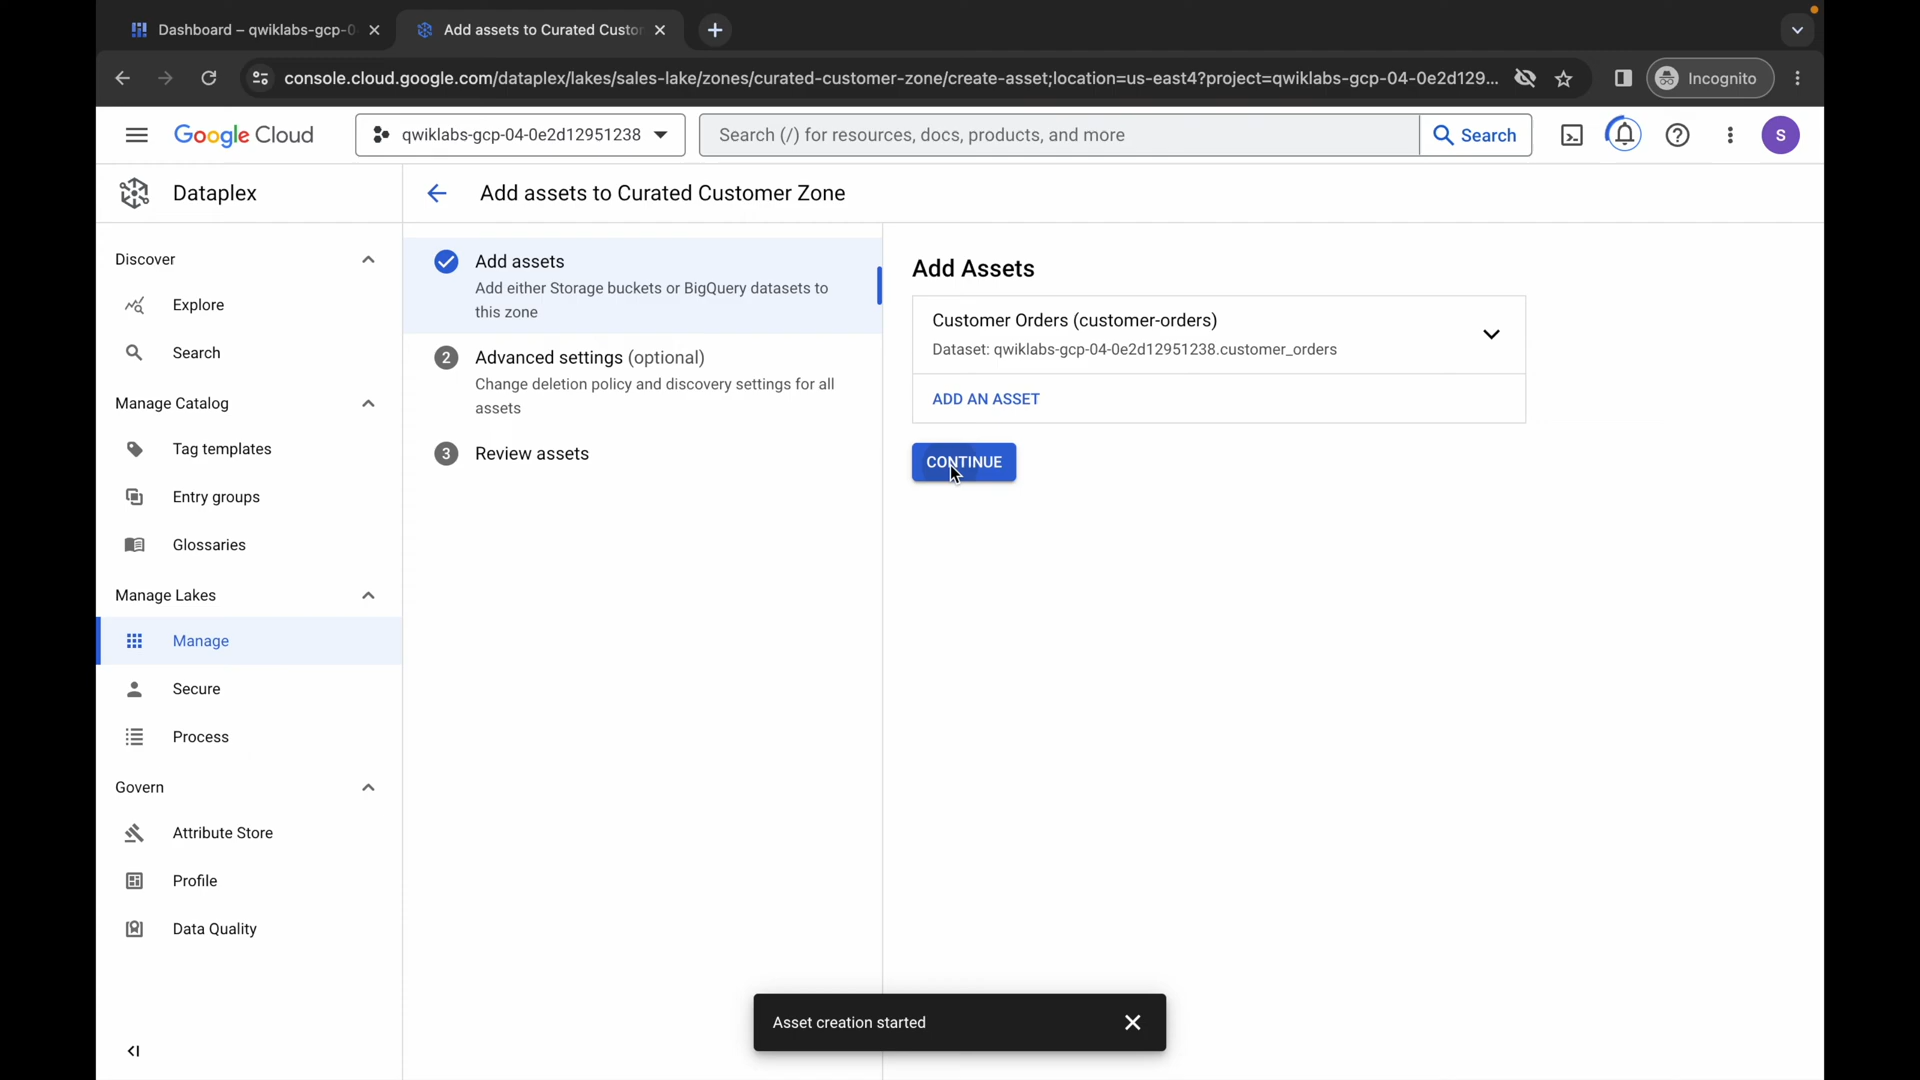 Dashboard – qwiklabs-gcp-0
Add assets to Curated Custo
console.cloud.google.com/dataplex/lakes/sales-lake/zones/curated-customer-zone/create-asset;location=us-east4?project=qwiklabs-gcp-04-0e2d129...
Incognito
Google Cloud
qwiklabs-gcp-04-0e2d12951238
Search (/) for resources, docs, products, and more
Search
S
Dataplex
Add assets to Curated Customer Zone
Discover
Explore
Search
Manage Catalog
Tag templates
Entry groups
Glossaries
Manage Lakes
Manage
Secure
Process
Govern
Attribute Store
Profile
Data Quality
Add assets
Add either Storage buckets or BigQuery datasets to
this zone
2
Advanced settings (optional)
Change deletion policy and discovery settings for all
assets
3
Review assets
Add Assets
Customer Orders (customer-orders)
Dataset: qwiklabs-gcp-04-0e2d12951238.customer_orders
ADD AN ASSET
CONTINUE
Asset creation started